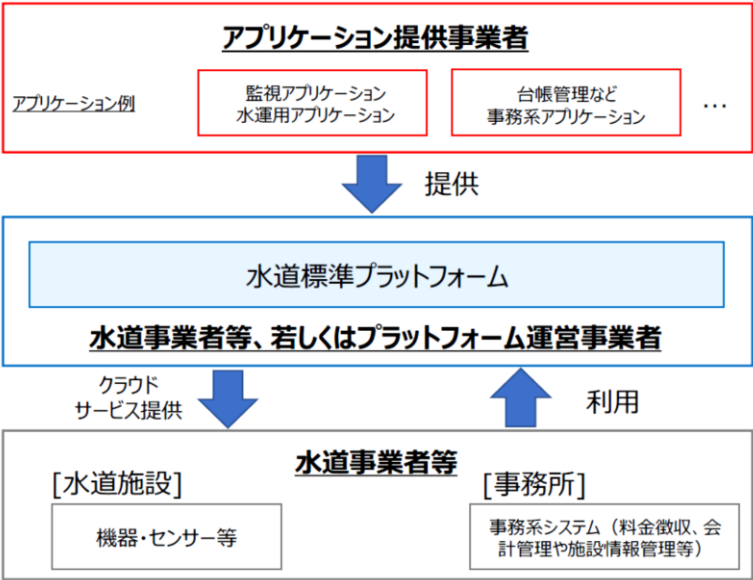 アプリケーション提供事業者
アプリケーション例
監視アプリケーション
水運用アプリケーション
台帳管理など
事務系アプリケーション
…
提供
水道標準プラットフォーム
水道事業者等、若しくはプラットフォーム運営事業者
クラウド
サービス提供
利用
水道事業者等
[水道施設]
機器・センサー等
[事務所]
事務系システム（料金徴収、会
計管理や施設情報管理等）